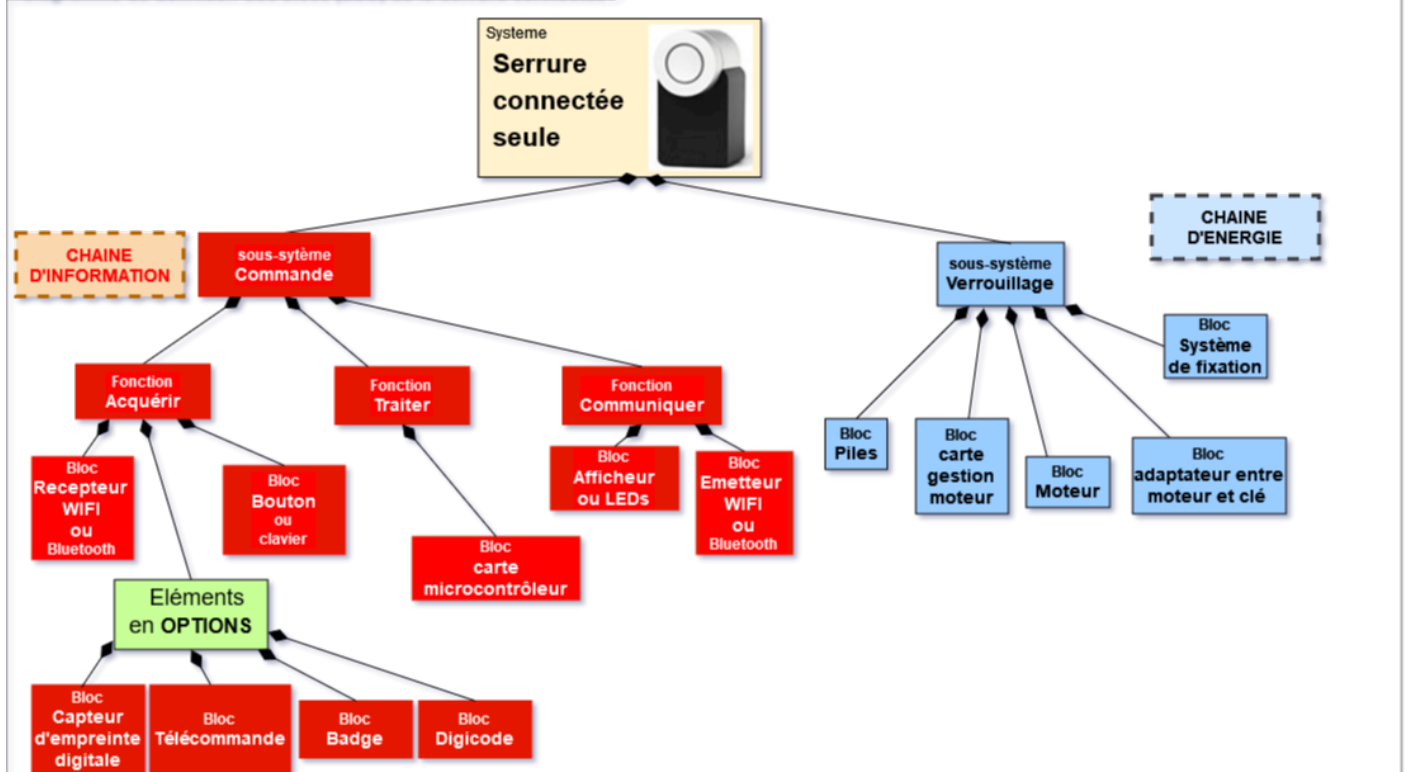 Systeme
Serrure
connectée
seule
CHAINE
D'INFORMATION
sous-sytème
Commande
CHAINE
D'ENERGIE
sous-système
Verrouillage
Fonction
Acquérir
Fonction
Traiter
Fonction
Communiquer
Bloc
Système
de fixation
Bloc
Recepteur
WIFI
ou
Bluetooth
Bloc
Bouton
ou
clavier
Bloc
carte
microcontrôleur
Bloc
Afficheur
ou LEDs
Bloc
Emetteur
WIFI
ou
Bluetooth
Bloc
Piles
Bloc
carte
gestion
moteur
Bloc
Moteur
Bloc
adaptateur entre
moteur et clé
Eléments
en OPTIONS
Bloc
Capteur
d'empreinte
digitale
Bloc
Télécommande
Bloc
Badge
Bloc
Digicode